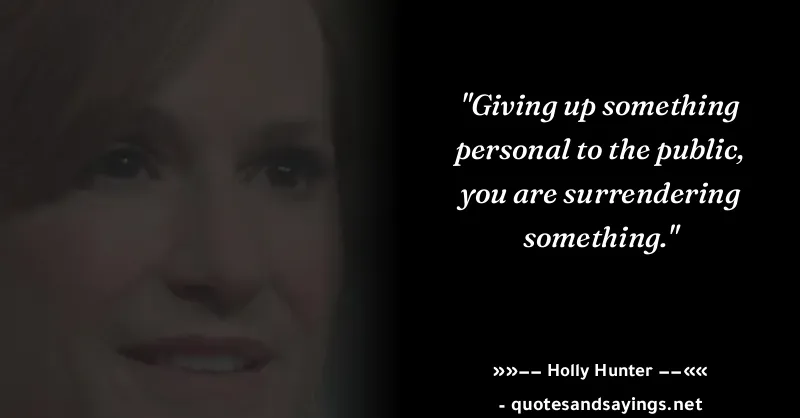 "Giving up something
personal to the public,
you are surrendering
something."
»»—— Holly Hunter ——««
- quotesandsayings.net